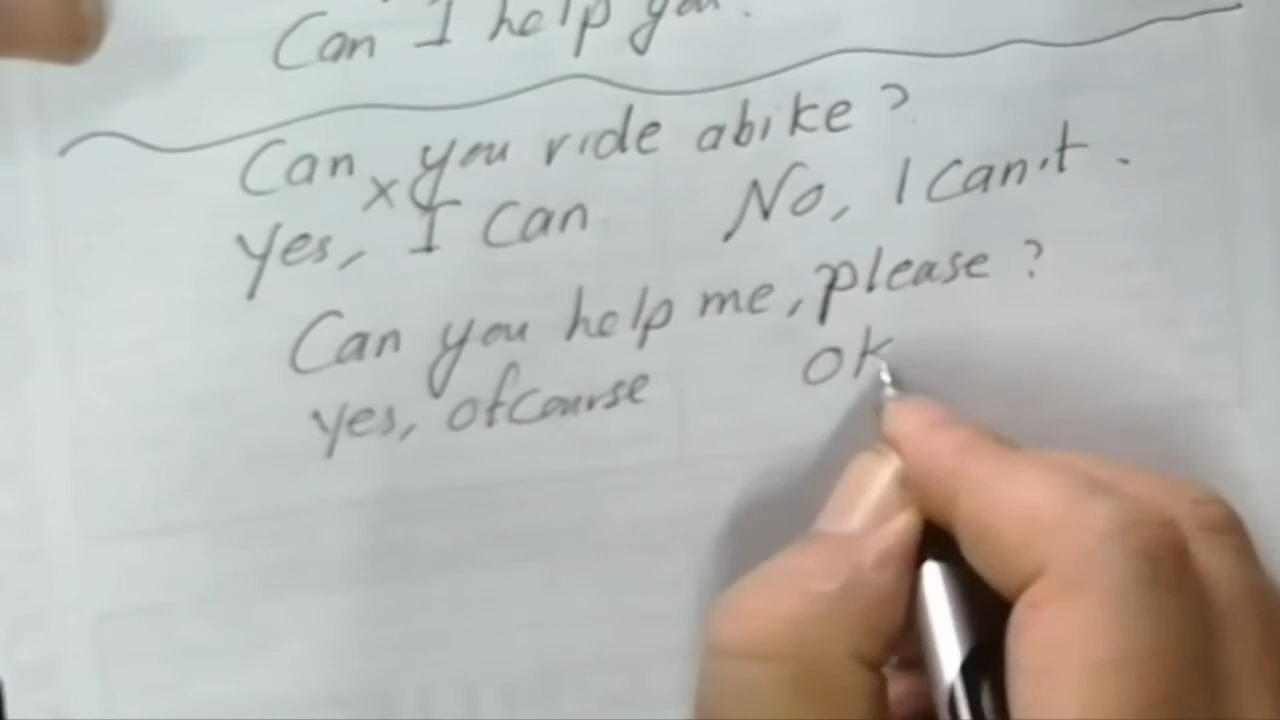 Can I help you.
Can you ride abike?
x
Yes, I can No, I can't.
Can you help me, please?
yes, ofcourse ok